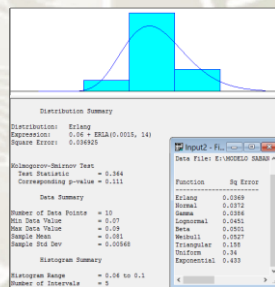 Distribution Summary
Distribution: Erlang
Expression: 0.06 + ERLA(0.0015, 14)
Square Error: 0.036925
Kolmogorov-Smirnov Test
Test Statistic = 0.364
Corresponding p-value = 0.111
Data Summary
Number of Data Points = 10
Min Data Value = 0.07
Max Data Value = 0.09
Sample Mean = 0.081
Sample Std Dev = 0.00568
Histogram Summary
Histogram Range = 0.06 to 0.1
Number of Intervals = 5
Input2 - Fi...
Data File: E:\MODELO SABAN
Function Sq Error
Erlang 0.0369
Normal 0.0372
Gamma 0.0386
Lognormal 0.0451
Beta 0.0501
Weibull 0.0527
Triangular 0.158
Uniform 0.34
Exponential 0.433